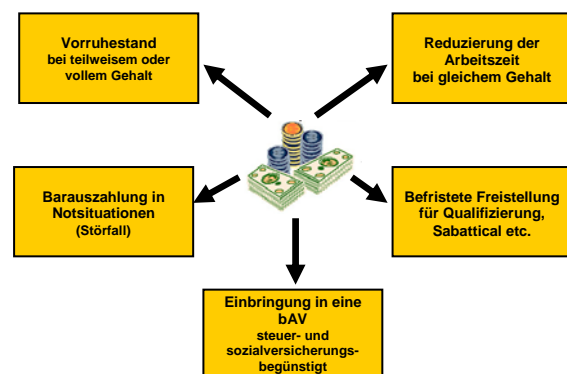 Vorruhestand
bei teilweisem oder
vollem Gehalt
Reduzierung der
Arbeitszeit
bei gleichem Gehalt
Barauszahlung in
Notsituationen
(Störfall)
Befristete Freistellung
für Qualifizierung,
Sabattical etc.
Einbringung in eine
bAV
steuer- und
sozialversicherungs-
begünstigt